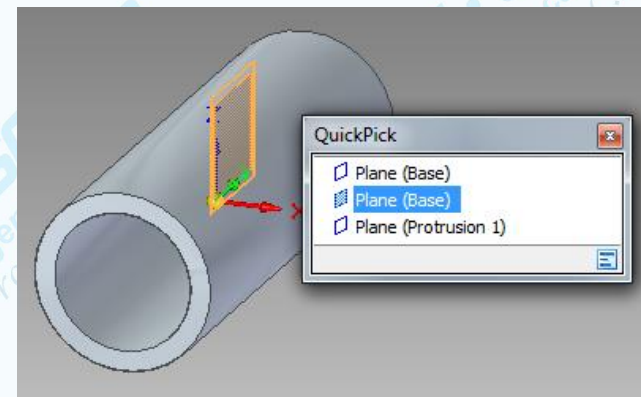 QuickPick
Plane (Base)
Plane (Base)
Plane (Protrusion 1)
Z
X